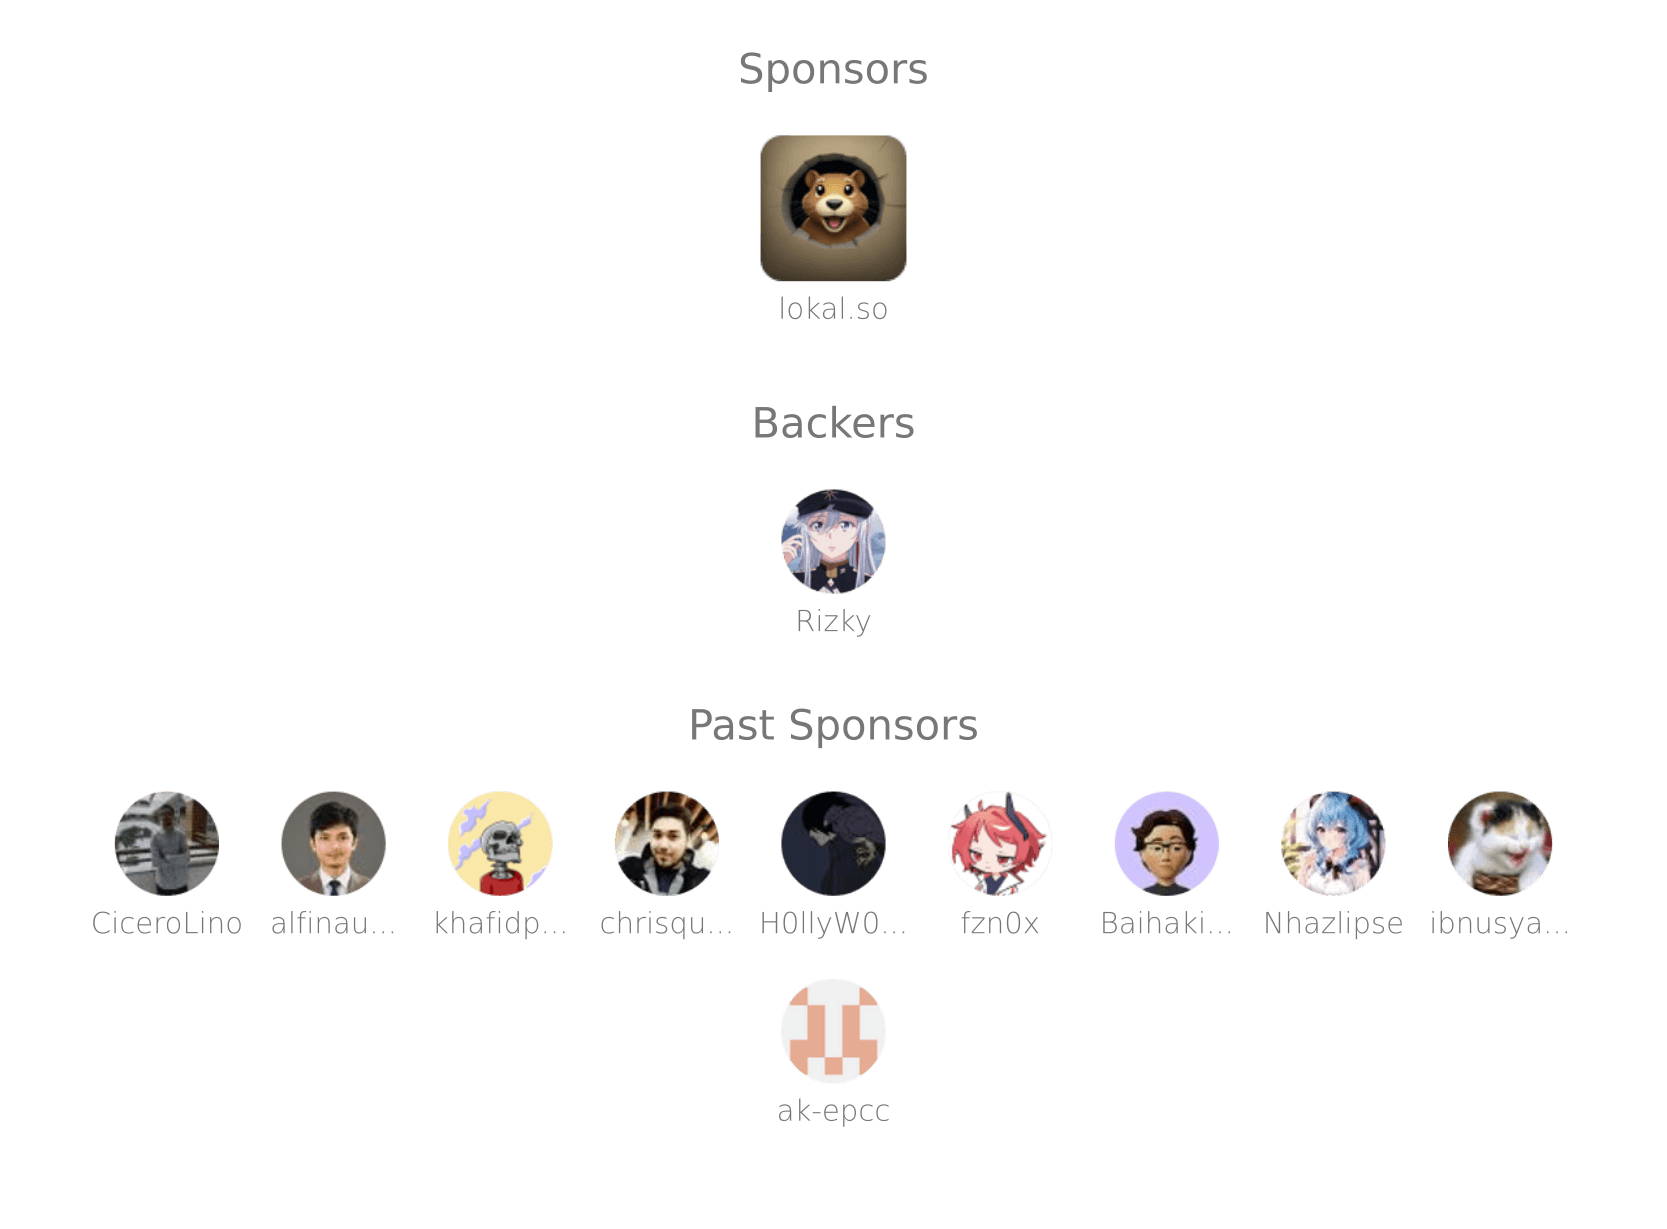 Sponsors
lokal.so
Backers
Rizky
Past Sponsors
CiceroLino alfinau... khafidp... chrisqu... H0llyW0... fzn0x Baihaki... Nhazlipse ibnusya...
ak-epcc